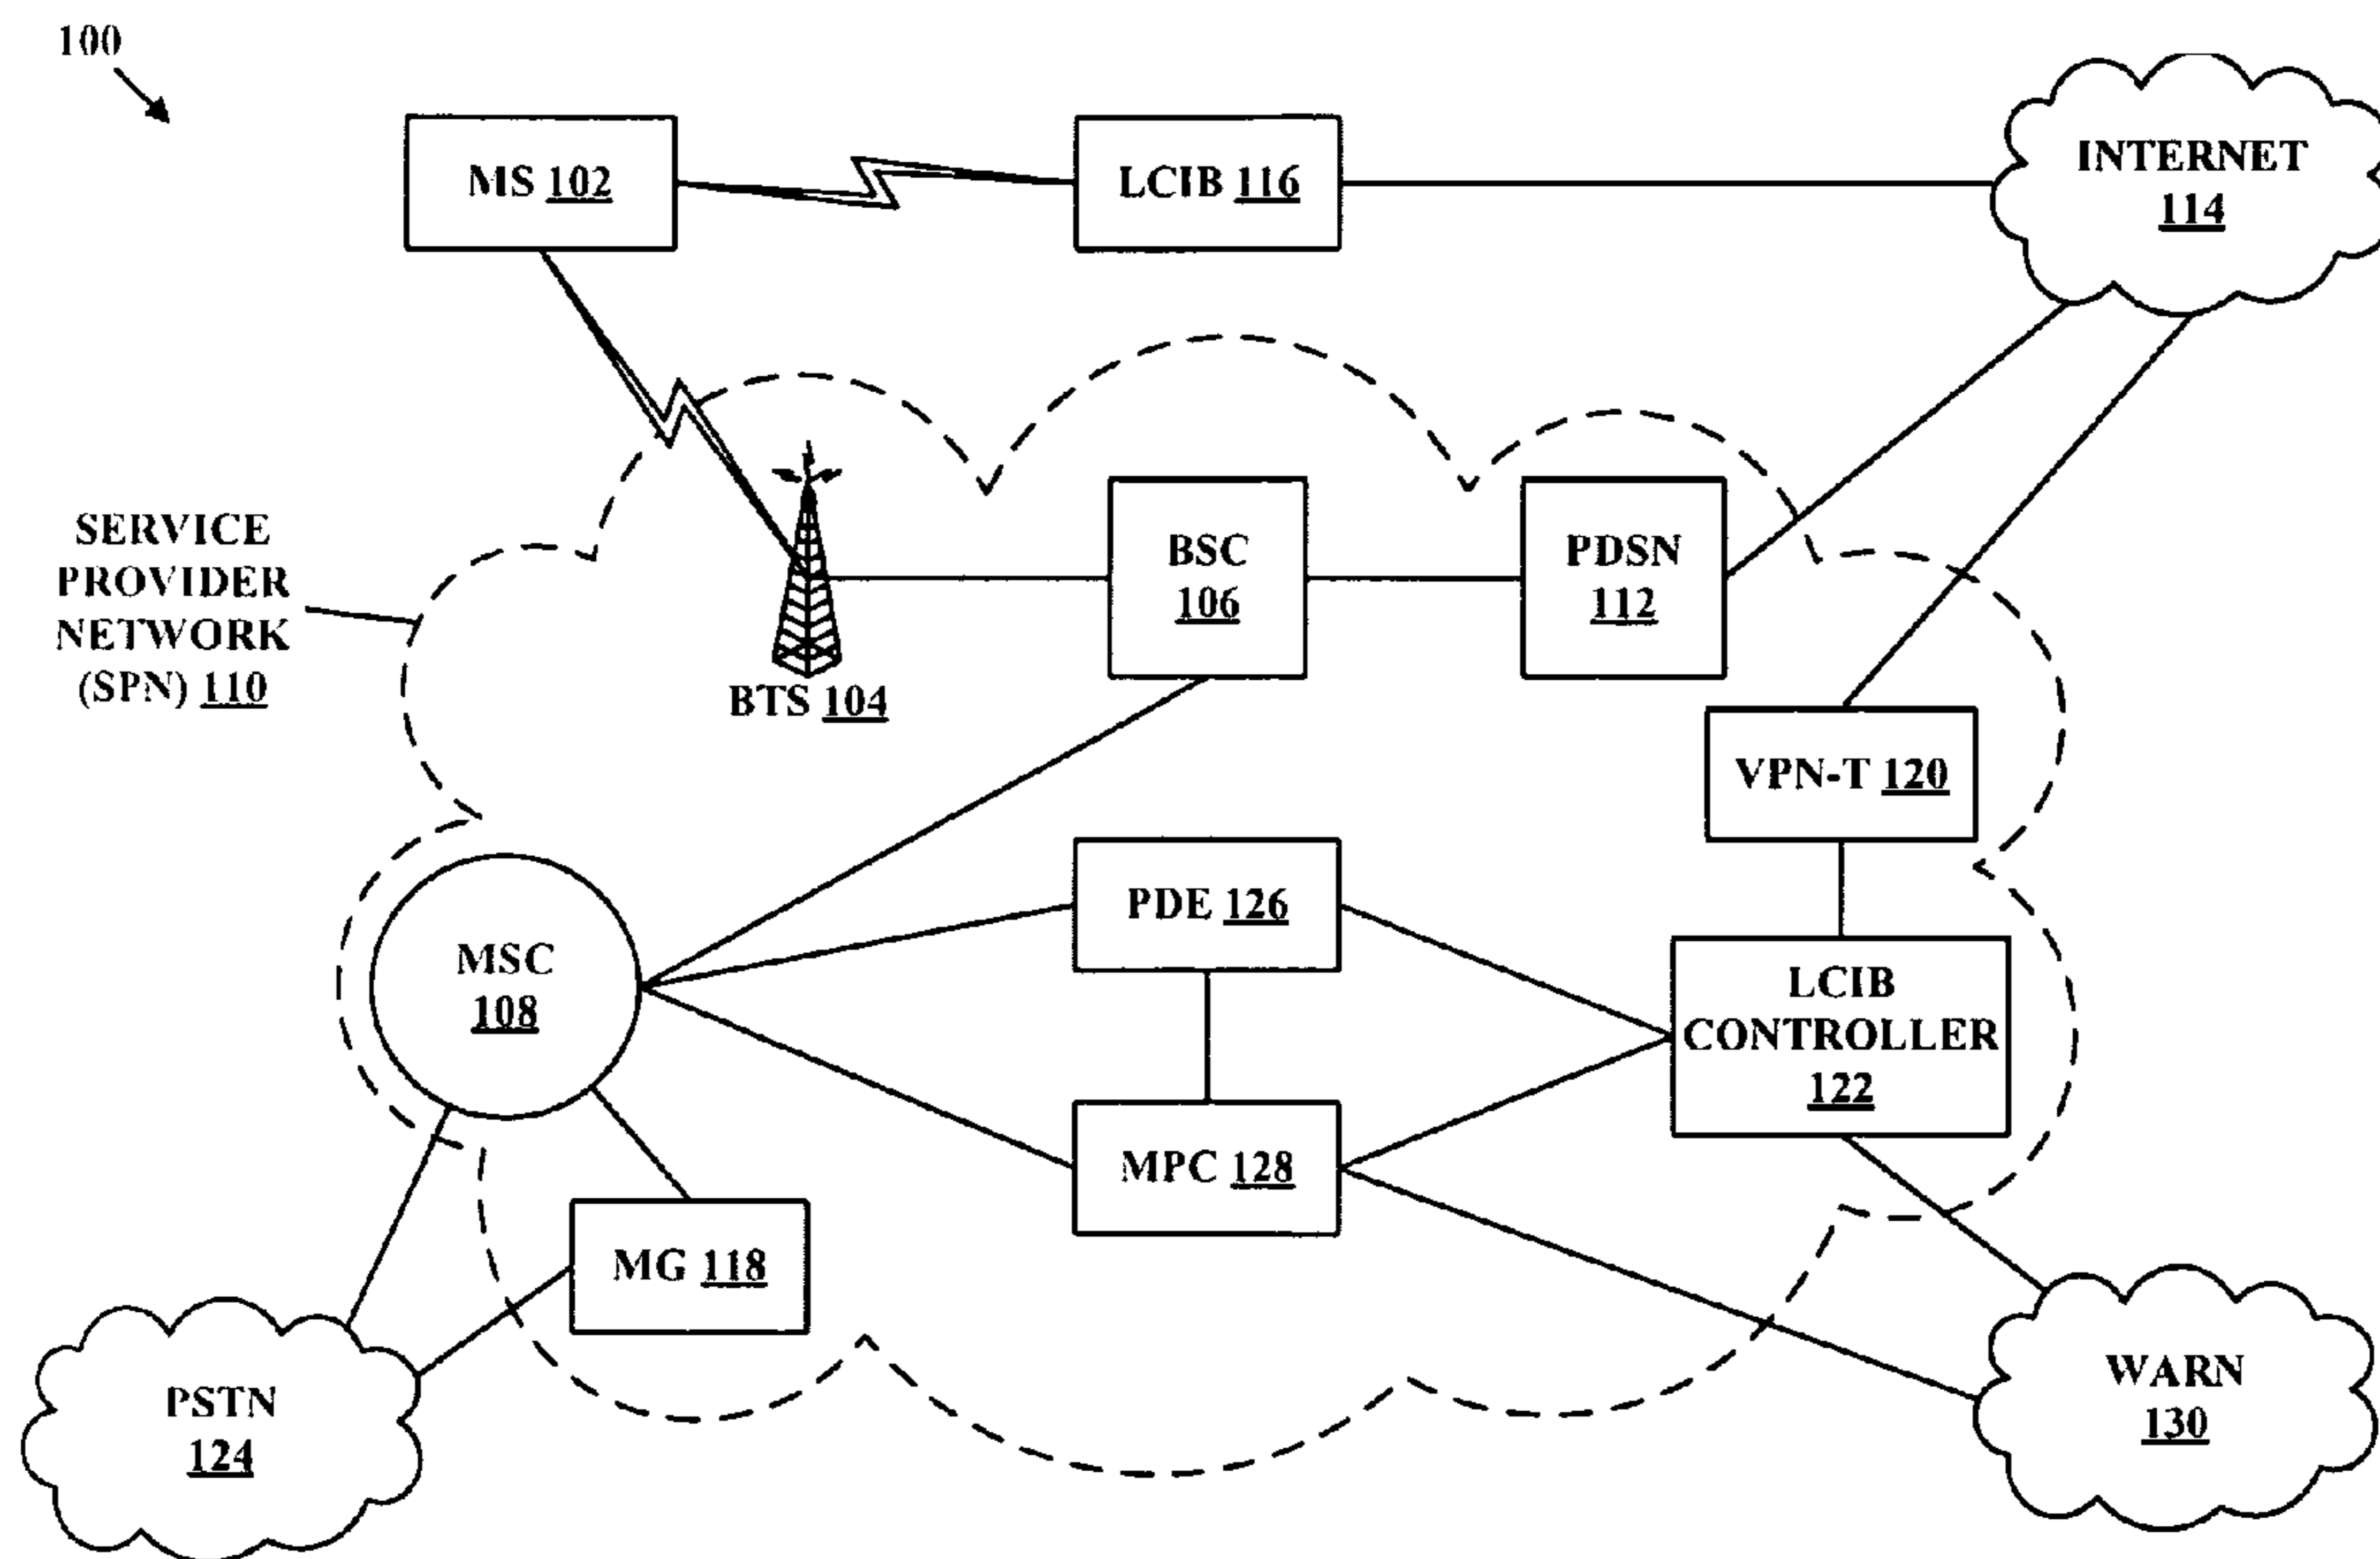 100
MS 102
LCIB 116
INTERNET
114
SERVICE
PROVIDER
NETWORK
(SPN) 110
BTS 104
BSC
106
PDSN
112
VPN-T 120
MSC
108
PDE 126
LCIB
CONTROLLER
122
MPC 128
MG 118
PSTN
124
WARN
130